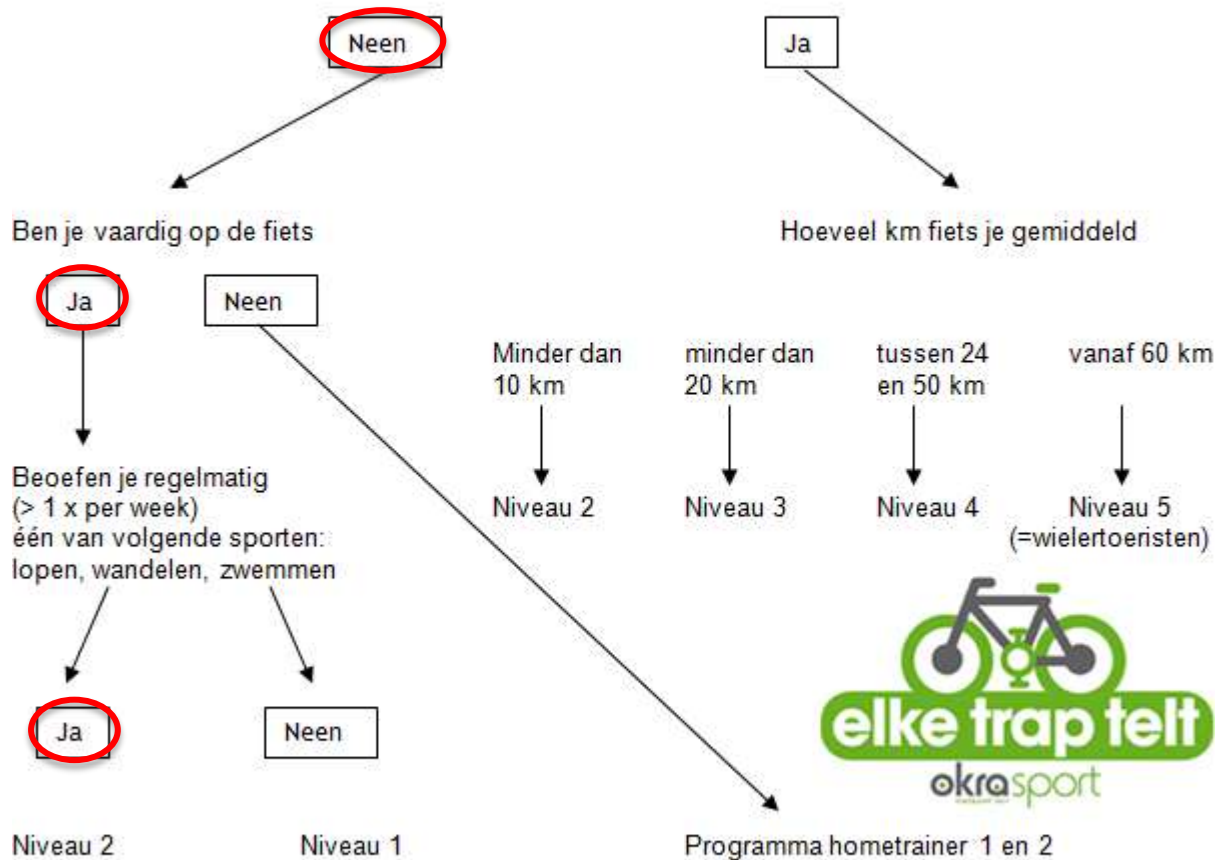 Neen
Ja
Ben je vaardig op de fiets
Hoeveel km fiets je gemiddeld
Ja
Neen
Minder dan
10 km
minder dan
20 km
tussen 24
en 50 km
vanaf 60 km
Beoefen je regelmatig
(> 1 x per week)
één van volgende sporten:
lopen, wandelen, zwemmen
Niveau 2
Niveau 3
Niveau 4
Niveau 5
(=wielertoeristen)
Ja
Neen
elke trap telt
okrasport
Niveau 2
Niveau 1
Programma hometrainer 1 en 2